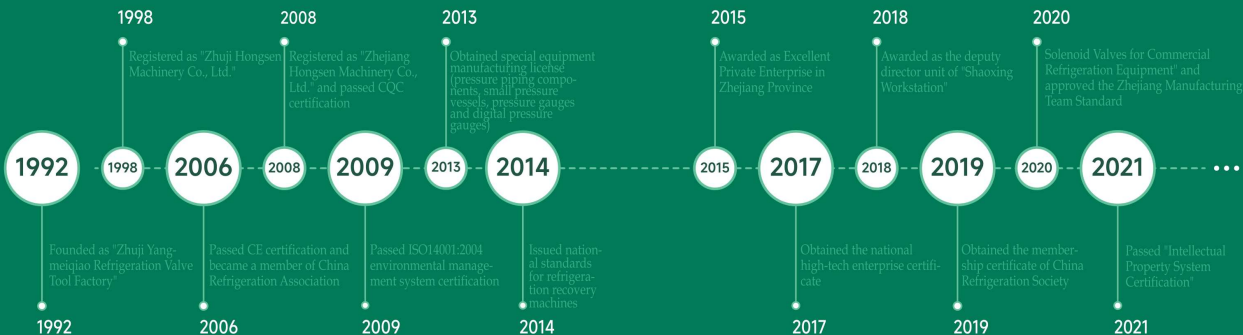 1998
2008
2013
2015
2018
2020
Registered as "Zhuji Hongsen
Machinery Co., Ltd."
Registered as "Zhejiang
Hongsen Machinery Co.,
Ltd." and passed CQC
certification
Obtained special equipment
manufacturing license
(pressure piping compo-
nents, small pressure
vessels, pressure gauges
and digital pressure
gauges)
Awarded as Excellent
Private Enterprise in
Zhejiang Province
Awarded as the deputy
director unit of "Shaoxing
Workstation"
Solenoid Valves for Commercial
Refrigeration Equipment" and
approved the Zhejiang Manufacturing
Team Standard
1992
1998
2006
2008
2009
2013
2014
2015
2017
2018
2019
2020
2021
Founded as "Zhuji Yang-
meiqiao Refrigeration Valve
Tool Factory"
Passed CE certification and
became a member of China
Refrigeration Association
Passed ISO14001:2004
environmental manage-
ment system certification
Issued nation-
al standards
for refrigera-
tion recovery
machines
Obtained the national
high-tech enterprise certifi-
cate
Obtained the member-
ship certificate of China
Refrigeration Society
Passed "Intellectual
Property System
Certification"
1992
2006
2009
2014
2017
2019
2021